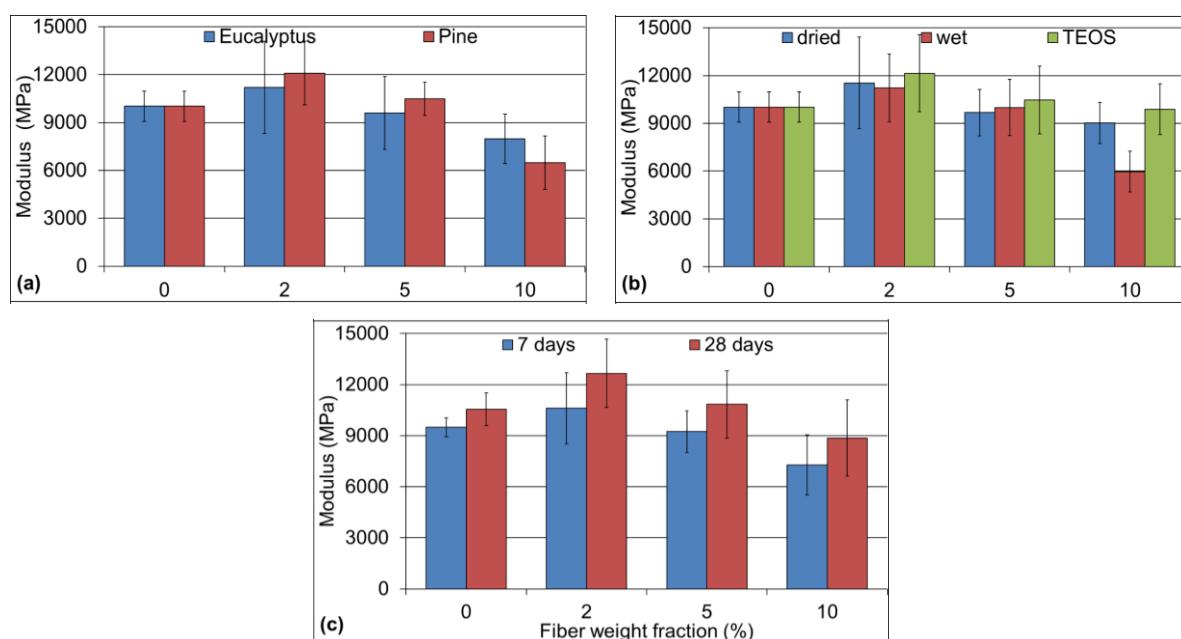 15000
12000
9000
6000
3000
0
Modulus (MPa)
Eucalyptus Pine
0 2 5 10
(a)
15000
12000
9000
6000
3000
0
Modulus (MPa)
dried wet TEOS
0 2 5 10
(b)
15000
12000
9000
6000
3000
0
Modulus (MPa)
7 days 28 days
0 2 5 10
(c) Fiber weight fraction (%)